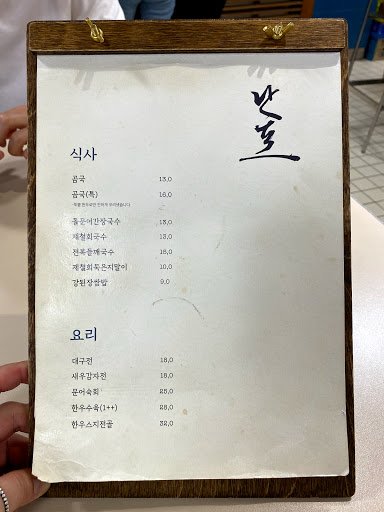 난포
식사
곰국 13,0
곰국(특) 16,0
돌문어간장국수 13,0
제철회국수 13,0
전복들깨국수 16,0
제철회묵은지말이 10,0
강된장쌈밥 9,0
요리
대구전 18,0
새우감자전 18,0
문어숙회 25,0
한우수육(1++) 28,0
한우스지전골 32,0